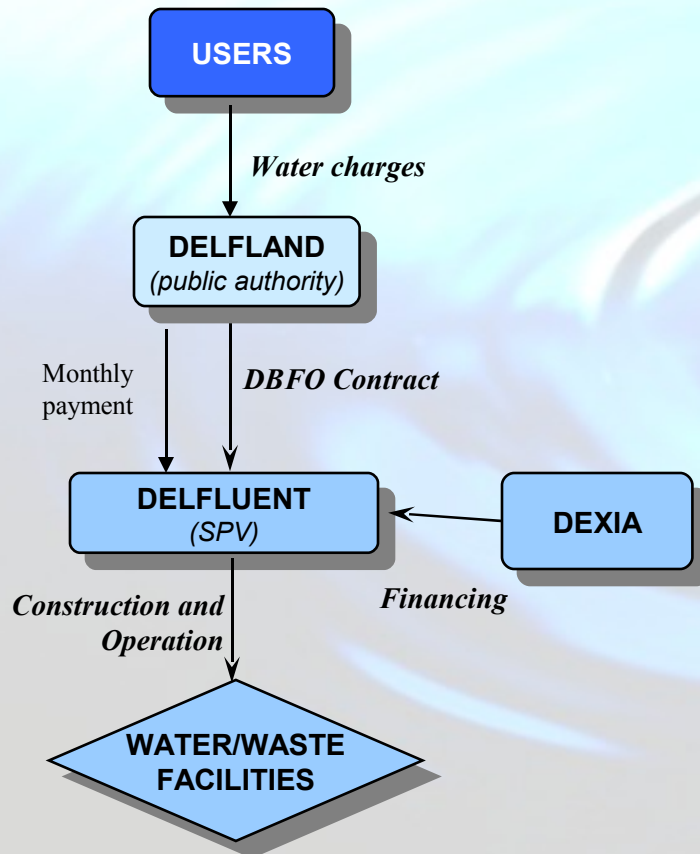 USERS
Water charges
DELFLAND
(public authority)
Monthly
payment
DBFO Contract
DELFLUENT
(SPV)
DEXIA
Financing
Construction and
Operation
WATER/WASTE
FACILITIES